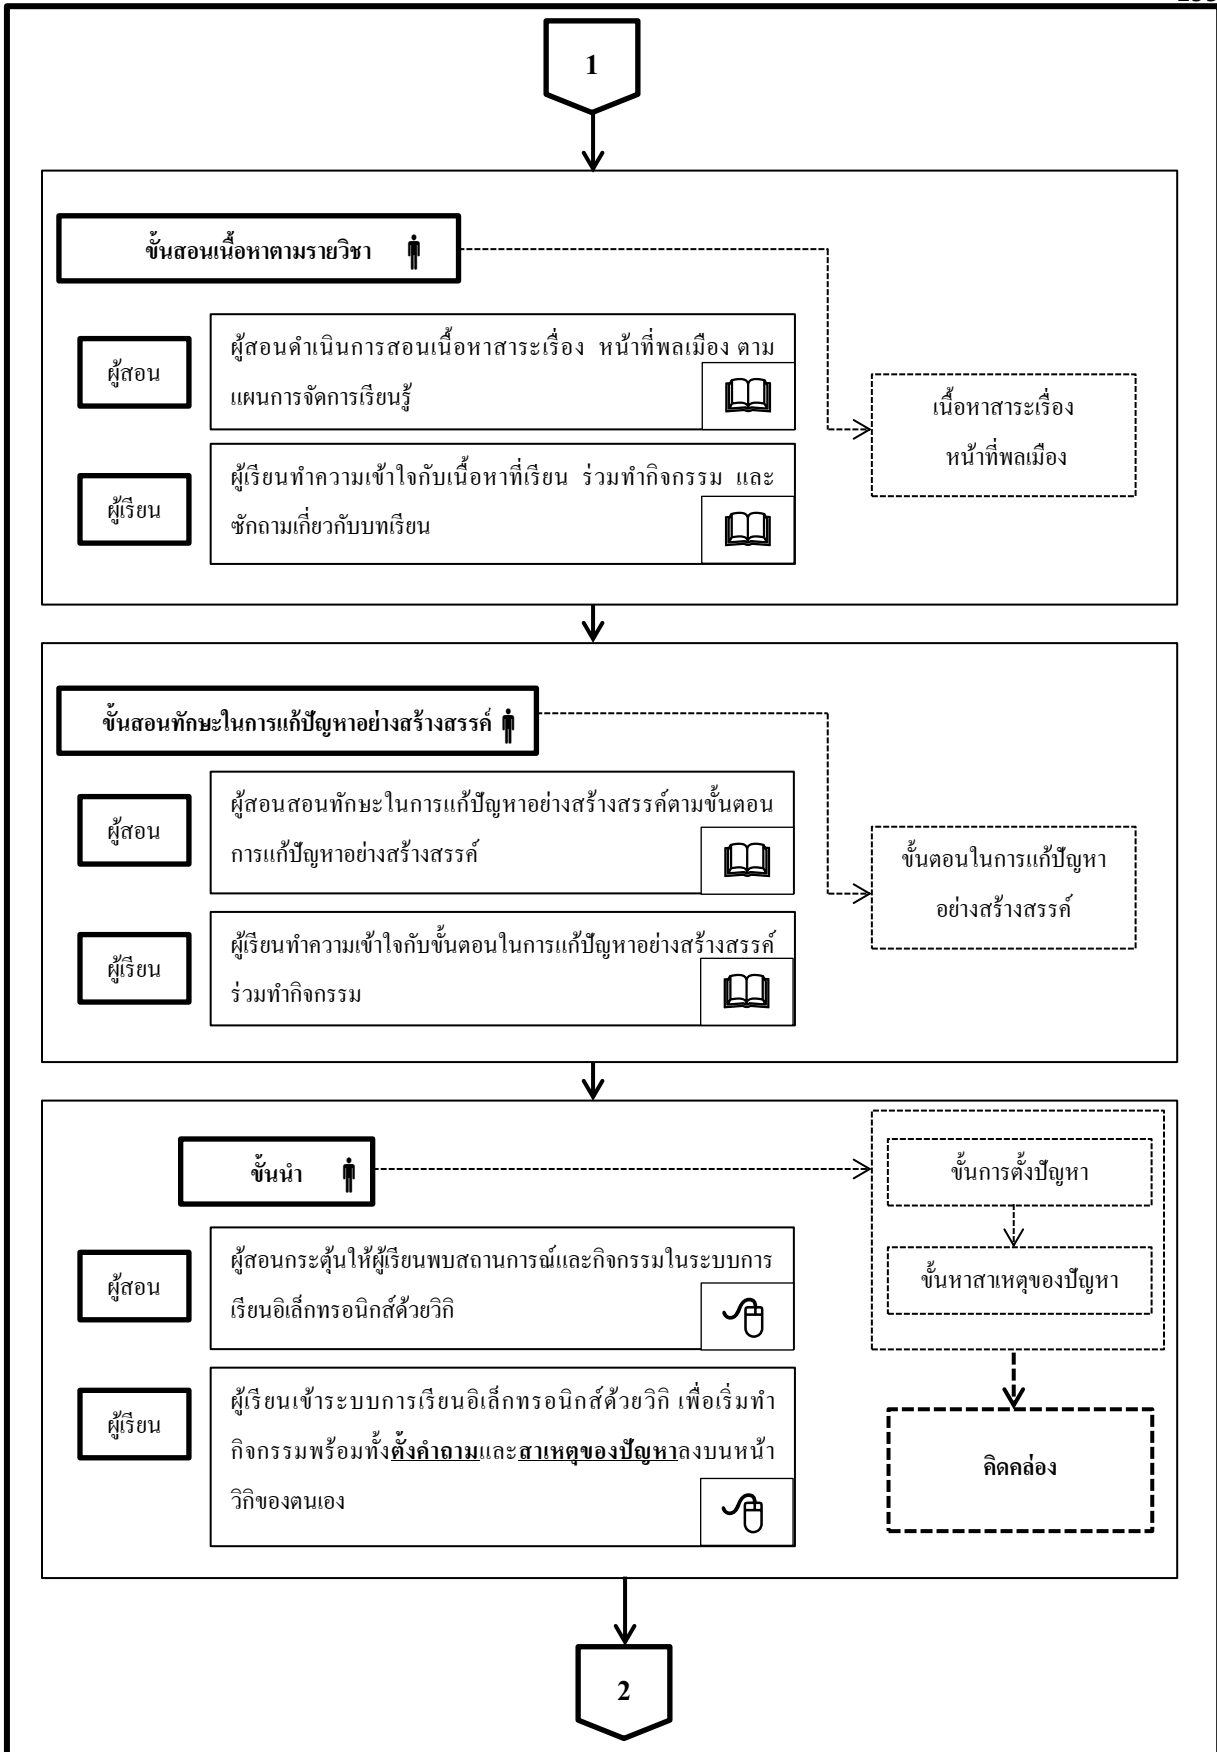 1
ขั้นสอนเนื้อหาตามรายวิชา
ผู้สอน
ผู้สอนดำเนินการสอนเนื้อหาสาระเรื่อง หน้าที่พลเมือง ตาม
แผนการจัดการเรียนรู้
เนื้อหาสาระเรื่อง
หน้าที่พลเมือง
ผู้เรียน
ผู้เรียนทำความเข้าใจกับเนื้อหาที่เรียน ร่วมทำกิจกรรม และ
ซักถามเกี่ยวกับบทเรียน
ขั้นสอนทักษะในการแก้ปัญหาอย่างสร้างสรรค์
ผู้สอน
ผู้สอนสอนทักษะในการแก้ปัญหาอย่างสร้างสรรค์ตามขั้นตอน
การแก้ปัญหาอย่างสร้างสรรค์
ขั้นตอนในการแก้ปัญหา
อย่างสร้างสรรค์
ผู้เรียน
ผู้เรียนทำความเข้าใจกับขั้นตอนในการแก้ปัญหาอย่างสร้างสรรค์
ร่วมทำกิจกรรม
ขั้นนำ
ขั้นการตั้งปัญหา
ผู้สอน
ผู้สอนกระตุ้นให้ผู้เรียนพบสถานการณ์และกิจกรรมในระบบการ
เรียนอิเล็กทรอนิกส์ด้วยวิกิ
ขั้นหาสาเหตุของปัญหา
ผู้เรียน
ผู้เรียนเข้าระบบการเรียนอิเล็กทรอนิกส์ด้วยวิกิ เพื่อเริ่มทำ
กิจกรรมพร้อมทั้งตั้งคำถามและสาเหตุของปัญหาลงบนหน้า
วิกิของตนเอง
คิดคล่อง
2